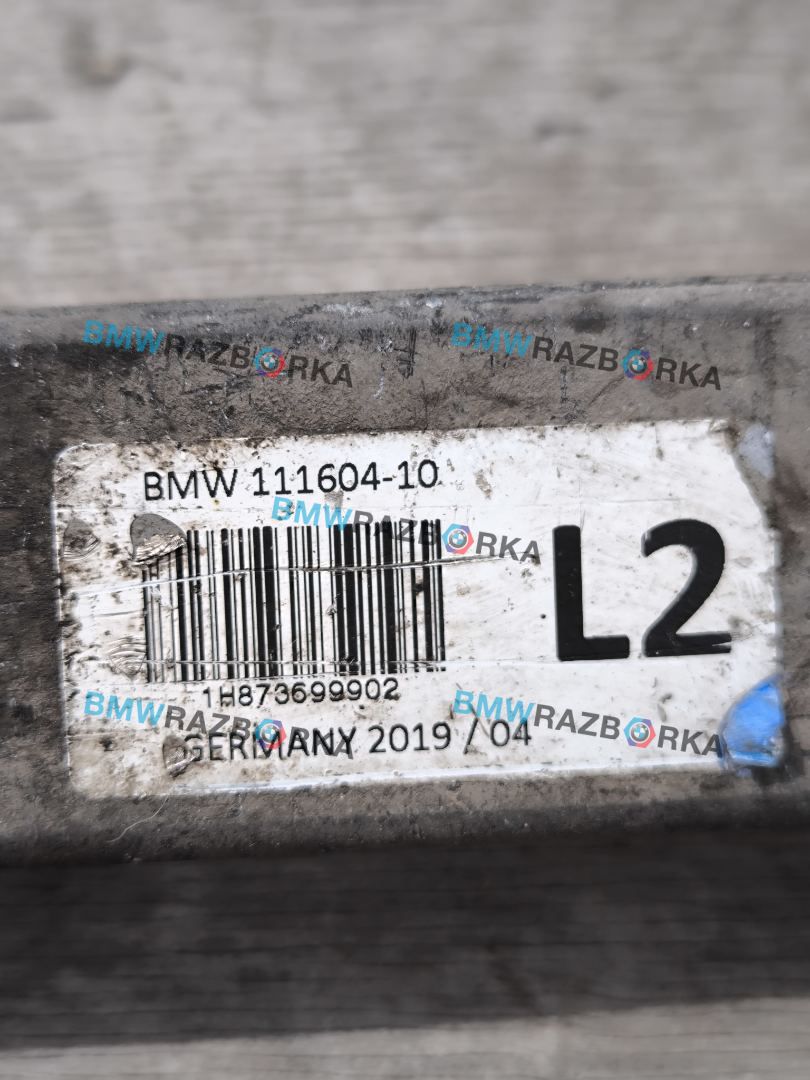 BMWRAZBORKA BMWRAZBORKA
BMW 111604-10
BMWRAZBORKA
L2
1H873699902
BMWRAZBORKA BMWRAZBORKA
GERMANY 2019 / 04